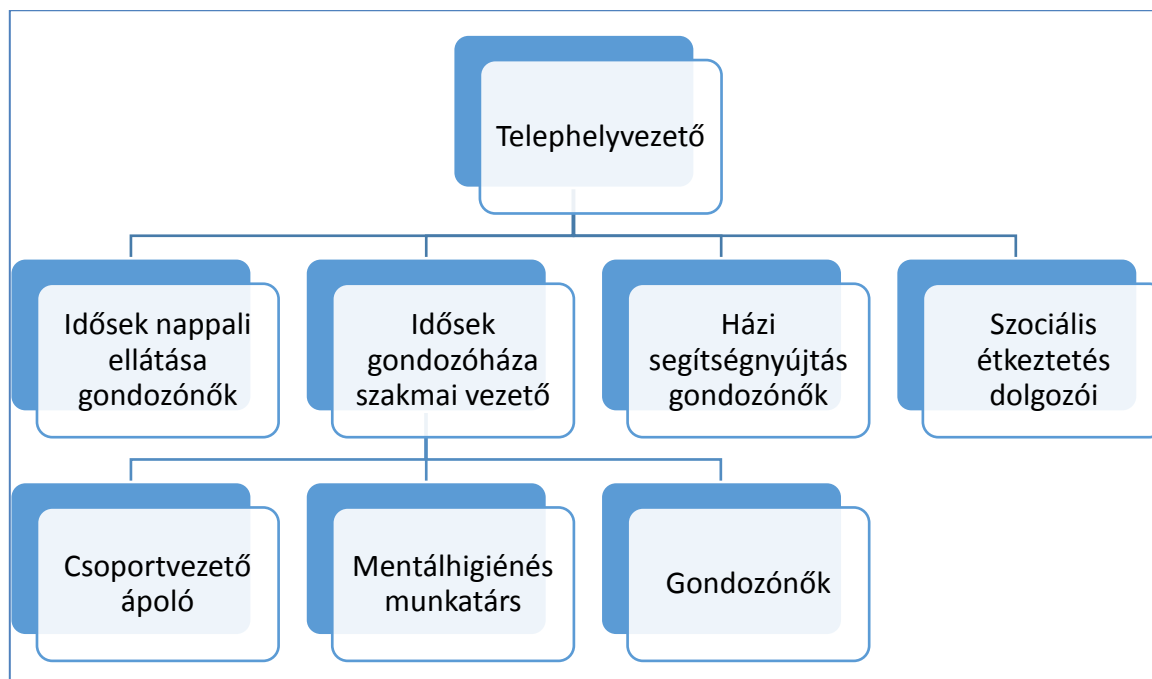 Telephelyvezető
Idősek nappali
ellátása
gondozónők
Idősek
gondozóháza
szakmai vezető
Házi
segítségnyújtás
gondozónők
Szociális
étkeztetés
dolgozói
Csoportvezető
ápoló
Mentálhigiénés
munkatárs
Gondozónők